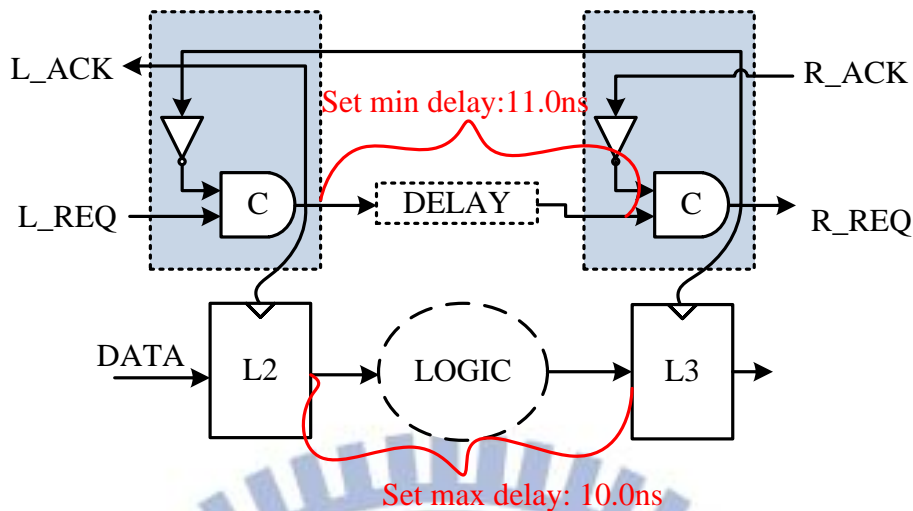 L_ACK
R_ACK
Set min delay:11.0ns
L_REQ
C
DELAY
C
R_REQ
DATA
L2
LOGIC
L3
Set max delay: 10.0ns